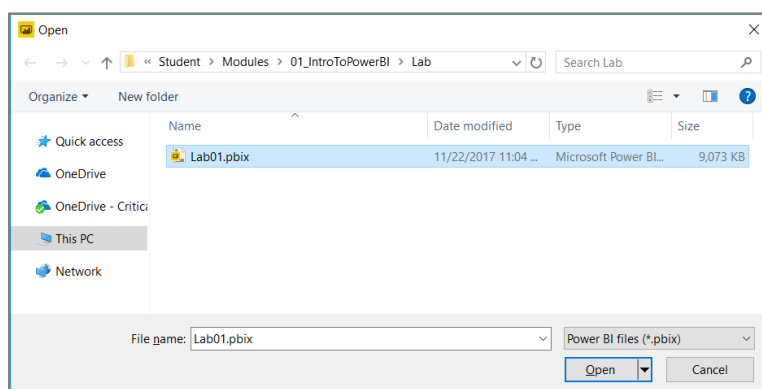 Open
« Student > Modules > 01_IntroToPowerBI > Lab
Search Lab
Organize
New folder
Name
Date modified
Type
Size
Quick access
Lab01.pbix
11/22/2017 11:04 ...
Microsoft Power BI...
9,073 KB
OneDrive
OneDrive - Critica
This PC
Network
File name:
Lab01.pbix
Power BI files (*.pbix)
Open
Cancel